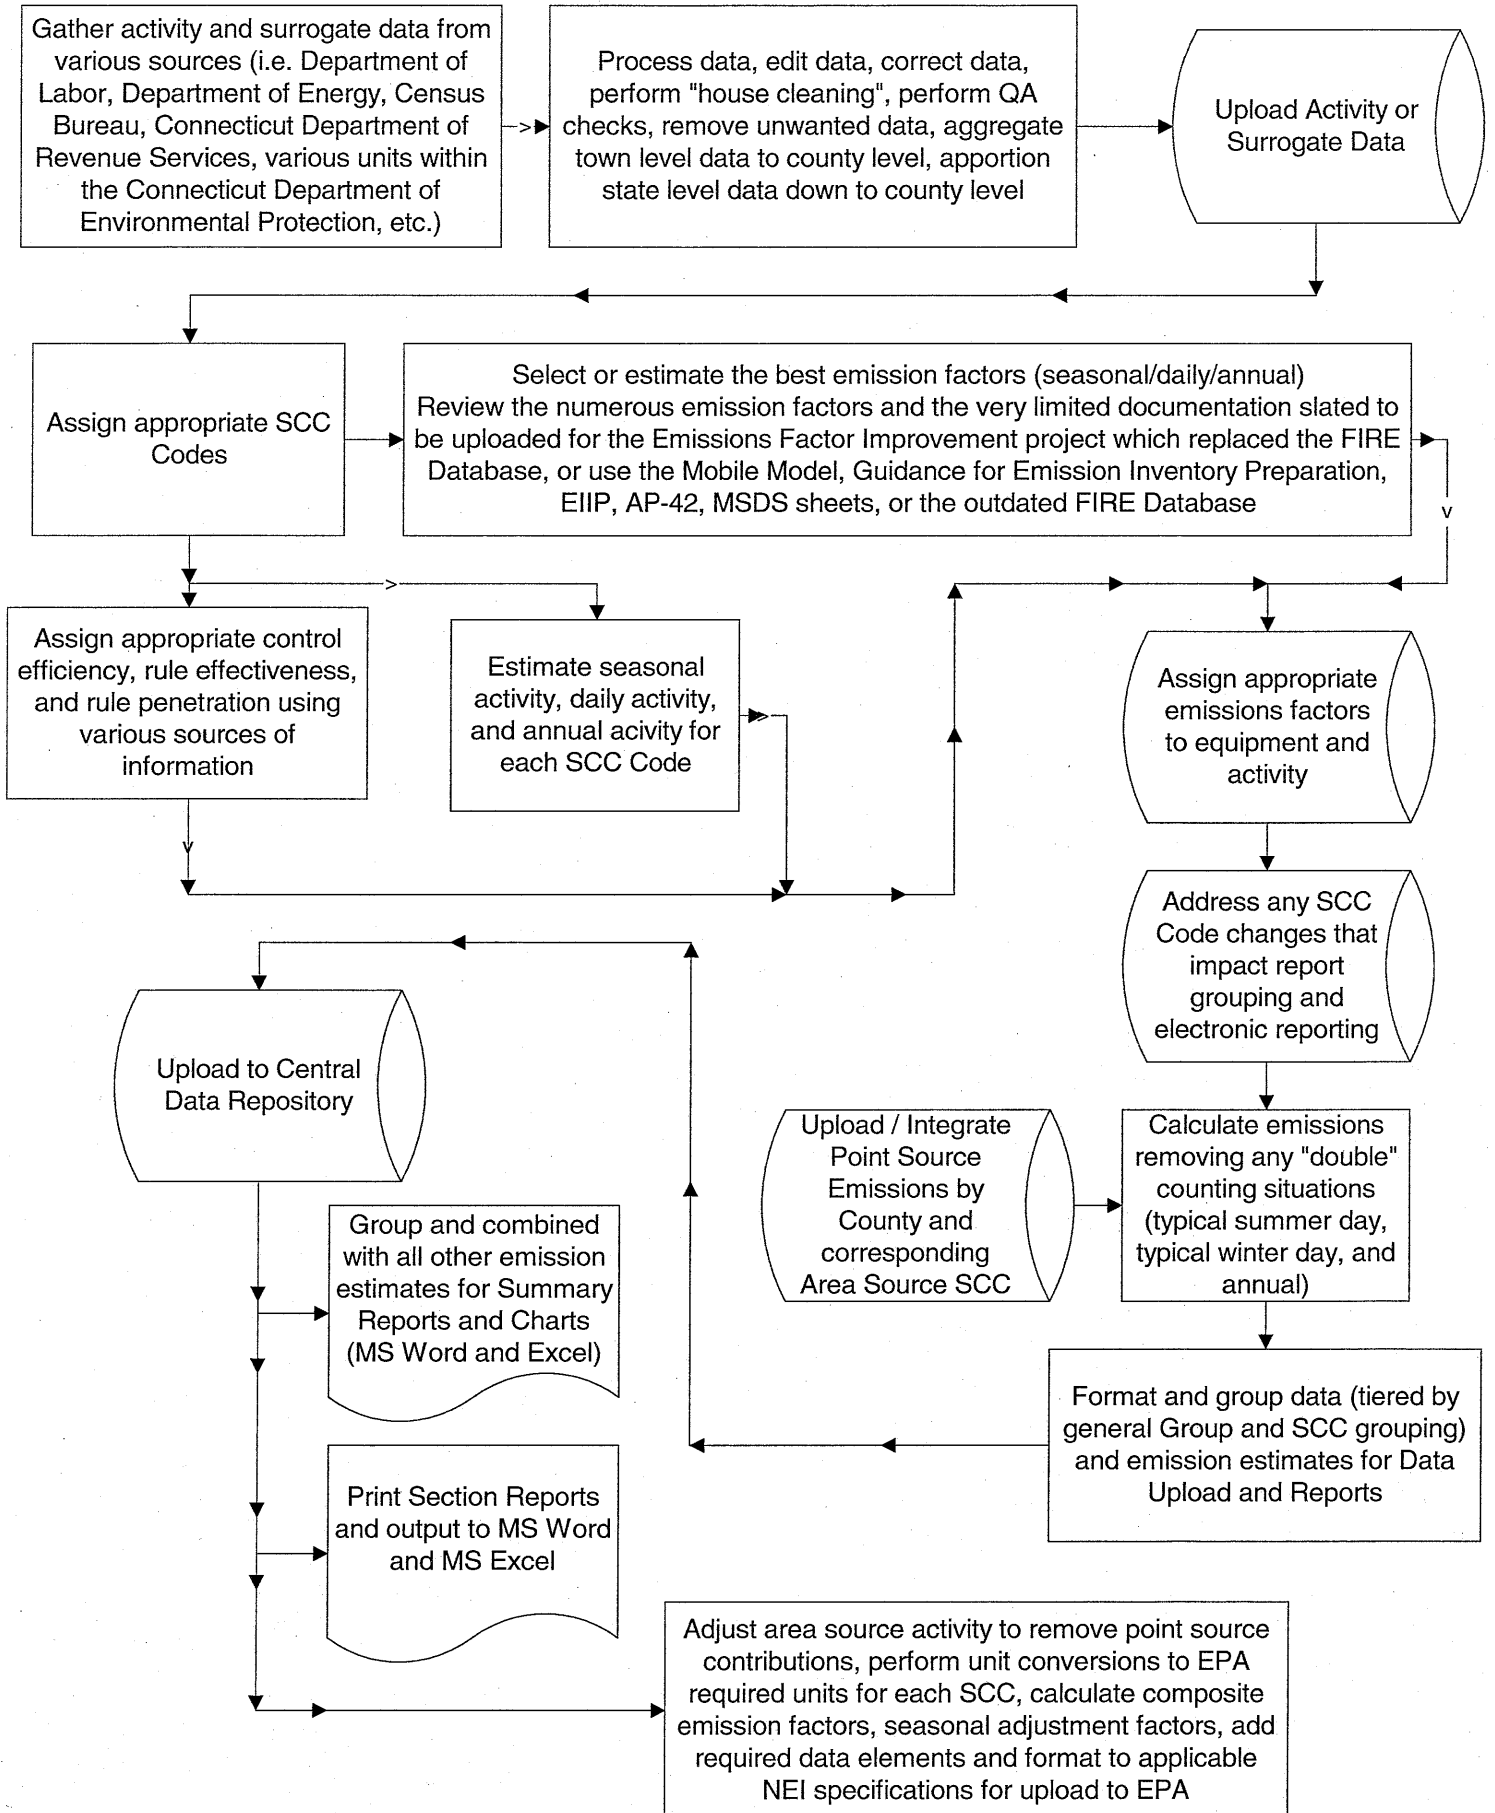 Gather activity and surrogate data from
various sources (i.e. Department of
Labor, Department of Energy, Census
Bureau, Connecticut Department of
Revenue Services, various units within
the Connecticut Department of
Environmental Protection, etc.)
Process data, edit data, correct data,
perform "house cleaning", perform QA
checks, remove unwanted data, aggregate
town level data to county level, apportion
state level data down to county level
Upload Activity or
Surrogate Data
Assign appropriate SCC
Codes
Select or estimate the best emission factors (seasonal/daily/annual)
Review the numerous emission factors and the very limited documentation slated to
be uploaded for the Emissions Factor Improvement project which replaced the FIRE
Database, or use the Mobile Model, Guidance for Emission Inventory Preparation,
EIIP, AP-42, MSDS sheets, or the outdated FIRE Database
Assign appropriate control
efficiency, rule effectiveness,
and rule penetration using
various sources of
information
Estimate seasonal
activity, daily activity,
and annual acivity for
each SCC Code
Assign appropriate
emissions factors
to equipment and
activity
Address any SCC
Code changes that
impact report
grouping and
electronic reporting
Upload to Central
Data Repository
Upload / Integrate
Point Source
Emissions by
County and
corresponding
Area Source SCC
Calculate emissions
removing any "double"
counting situations
(typical summer day,
typical winter day, and
annual)
Group and combined
with all other emission
estimates for Summary
Reports and Charts
(MS Word and Excel)
Format and group data (tiered by
general Group and SCC grouping)
and emission estimates for Data
Upload and Reports
Print Section Reports
and output to MS Word
and MS Excel
Adjust area source activity to remove point source
contributions, perform unit conversions to EPA
required units for each SCC, calculate composite
emission factors, seasonal adjustment factors, add
required data elements and format to applicable
NEI specifications for upload to EPA